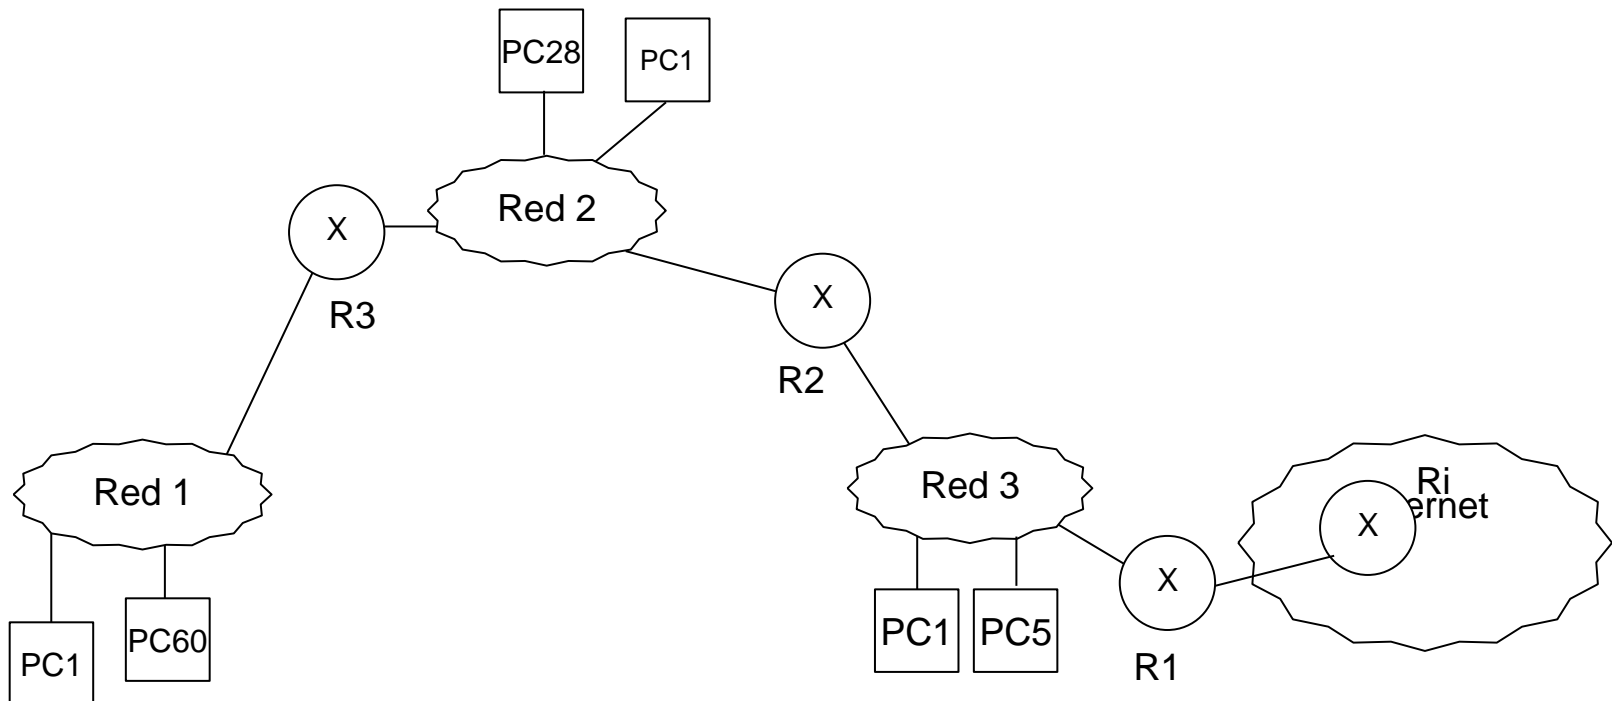 PC28
PC1
Red 2
X
R3
X
R2
Red 1
PC1
PC60
Red 3
PC1
PC5
X
R1
Ri
ernet
X